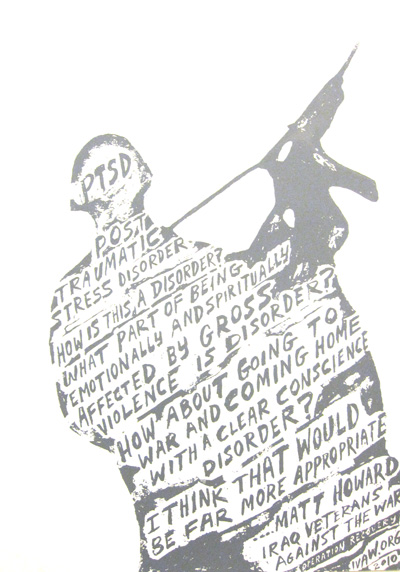 PTSD
POST
TRAUMATIC
STRESS DISORDER
HOW IS THIS A DISORDER?
WHAT PART OF BEING
EMOTIONALLY AND SPIRITUALLY
AFFECTED BY GROSS
VIOLENCE IS DISORDER?
HOW ABOUT GOING TO
WAR AND COMING HOME
WITH A CLEAR CONSCIENCE
DISORDER?
I THINK THAT WOULD
BE FAR MORE APPROPRIATE
...MATT HOWARD
IRAQ VETERANS
AGAINST THE WAR
OPERATION RECOVERY
IVAW.ORG
2010